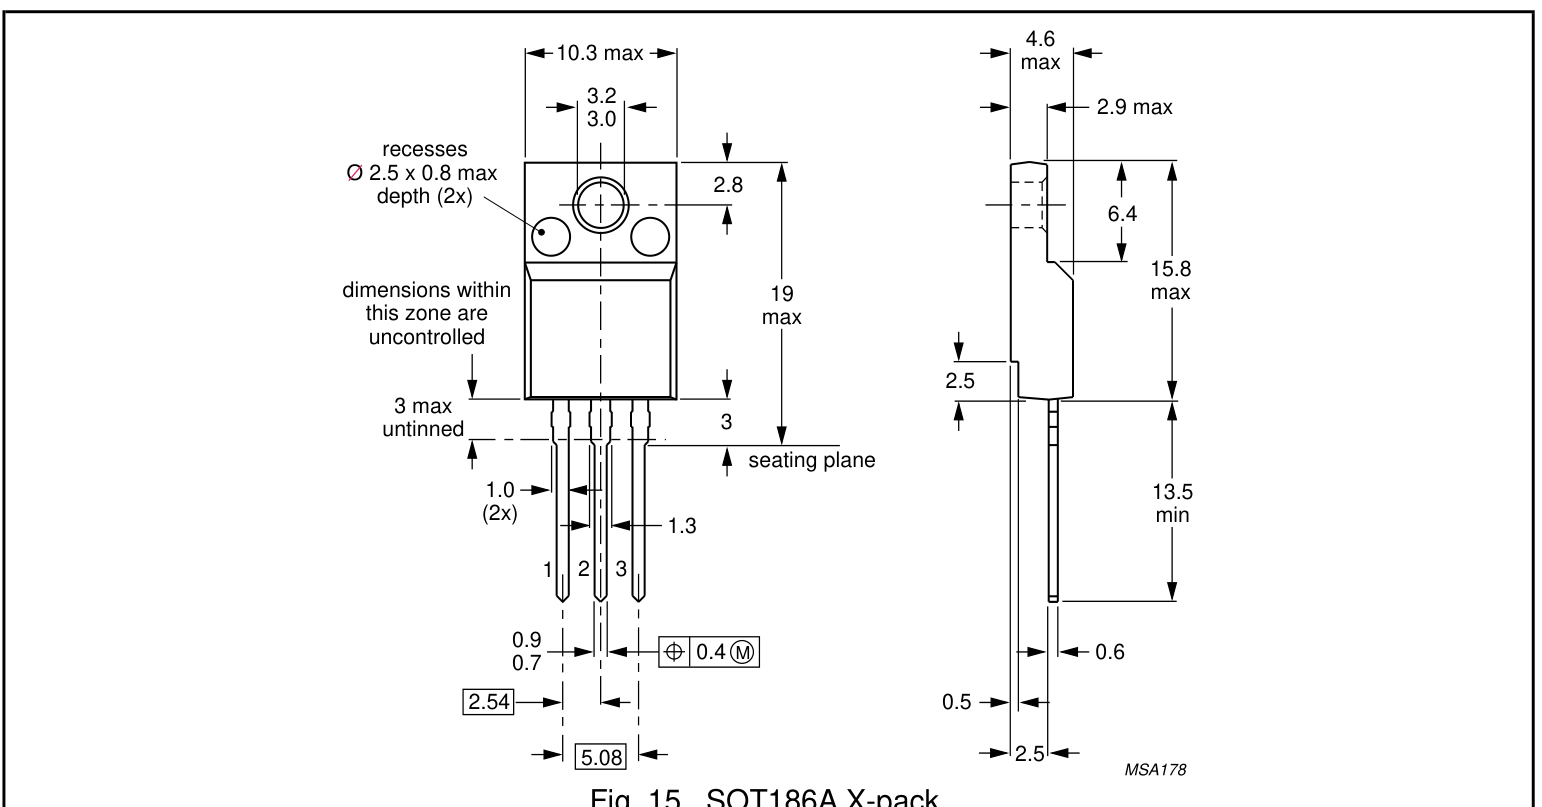 10.3 max
3.2
3.0
recesses
Ø 2.5 x 0.8 max
depth (2x)
2.8
dimensions within
this zone are
uncontrolled
19
max
3 max
untinned
3
seating plane
1.0
(2x)
1.3
1 2 3
0.9
0.7
⌖ 0.4 Ⓜ
2.54
5.08
4.6
max
2.9 max
6.4
15.8
max
2.5
13.5
min
0.6
0.5
2.5
MSA178
Fig. 15. SOT186A X-pack